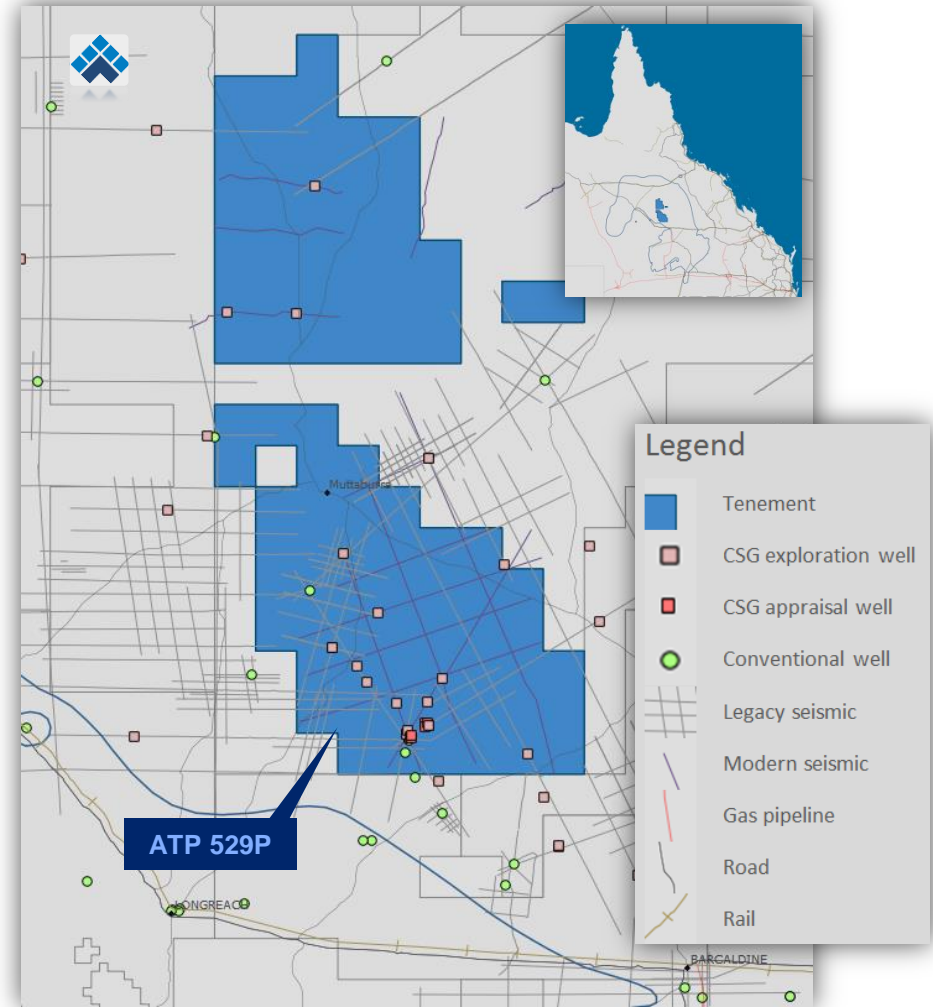 Legend
Tenement
CSG exploration well
CSG appraisal well
Conventional well
Legacy seismic
Modern seismic
Gas pipeline
Road
Rail
Muttaburra
ATP 529P
LONGREACH
BARCALDINE